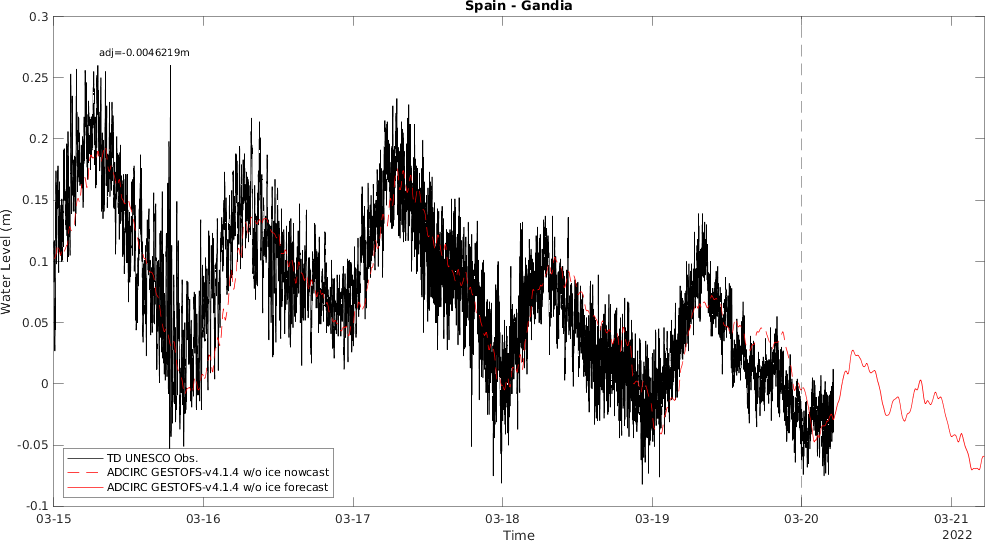 Spain - Gandia
adj=-0.0046219m
0.3
0.25
0.2
0.15
0.1
0.05
0
-0.05
-0.1
Water Level (m)
TD UNESCO Obs.
ADCIRC GESTOFS-v4.1.4 w/o ice nowcast
ADCIRC GESTOFS-v4.1.4 w/o ice forecast
03-15
03-16
03-17
03-18
03-19
03-20
03-21
Time
2022